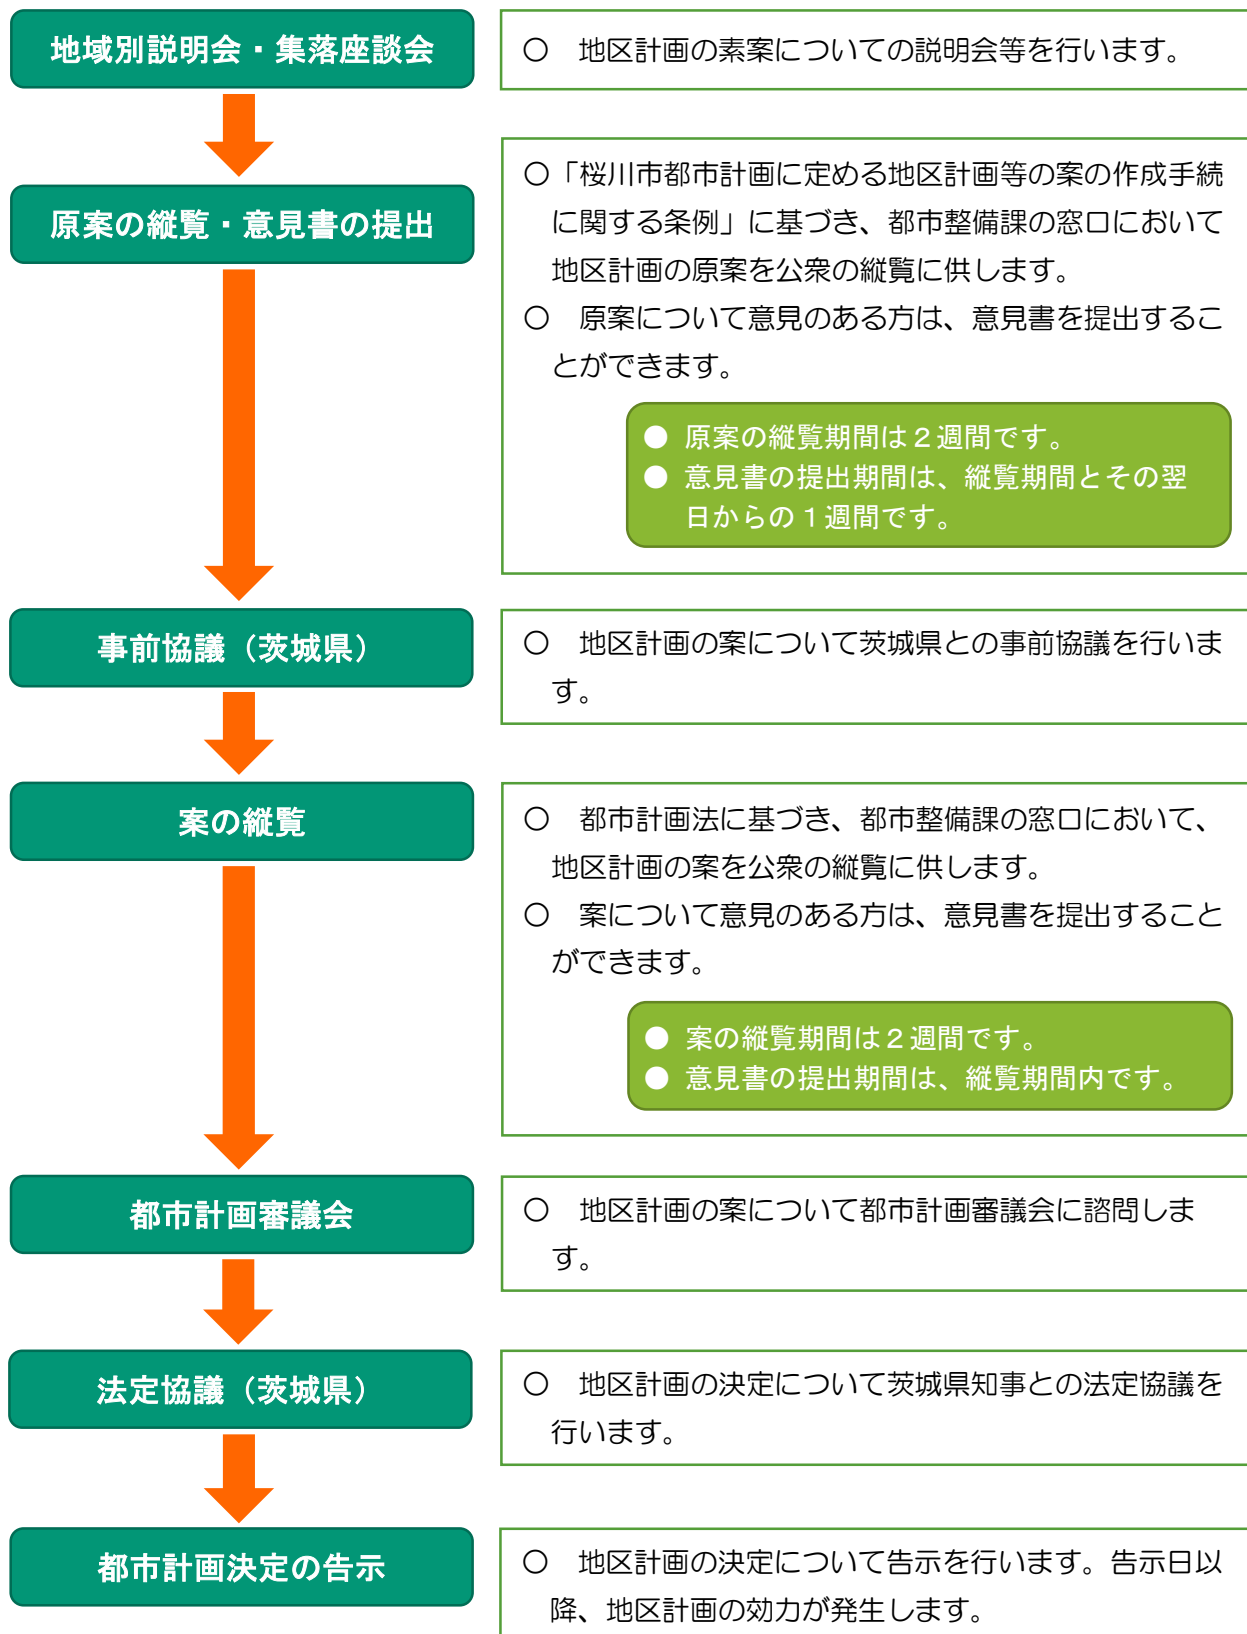 地域別説明会・集落座談会
○　地区計画の素案についての説明会等を行います。
原案の縦覧・意見書の提出
○「桜川市都市計画に定める地区計画等の案の作成手続
に関する条例」に基づき、都市整備課の窓口において
地区計画の原案を公衆の縦覧に供します。
○　原案について意見のある方は、意見書を提出するこ
とができます。
● 原案の縦覧期間は２週間です。
● 意見書の提出期間は、縦覧期間とその翌
日からの１週間です。
事前協議（茨城県）
○　地区計画の案について茨城県との事前協議を行いま
す。
案の縦覧
○　都市計画法に基づき、都市整備課の窓口において、
地区計画の案を公衆の縦覧に供します。
○　案について意見のある方は、意見書を提出すること
ができます。
● 案の縦覧期間は２週間です。
● 意見書の提出期間は、縦覧期間内です。
都市計画審議会
○　地区計画の案について都市計画審議会に諮問しま
す。
法定協議（茨城県）
○　地区計画の決定について茨城県知事との法定協議を
行います。
都市計画決定の告示
○　地区計画の決定について告示を行います。告示日以
降、地区計画の効力が発生します。